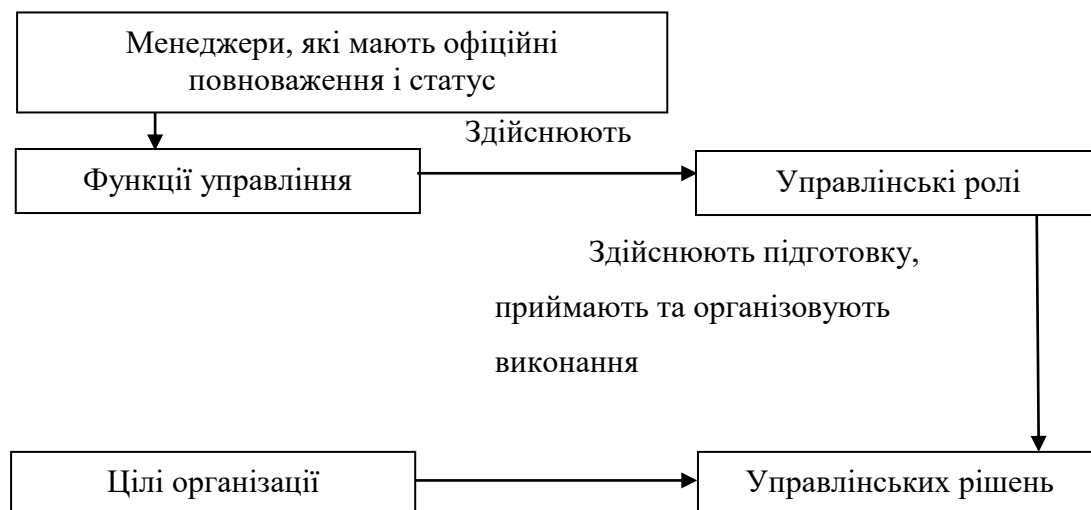 Менеджери, які мають офіційні
повноваження і статус
Здійснюють
Функції управління
Управлінські ролі
Здійснюють підготовку,
приймають та організовують
виконання
Цілі організації
Управлінських рішень